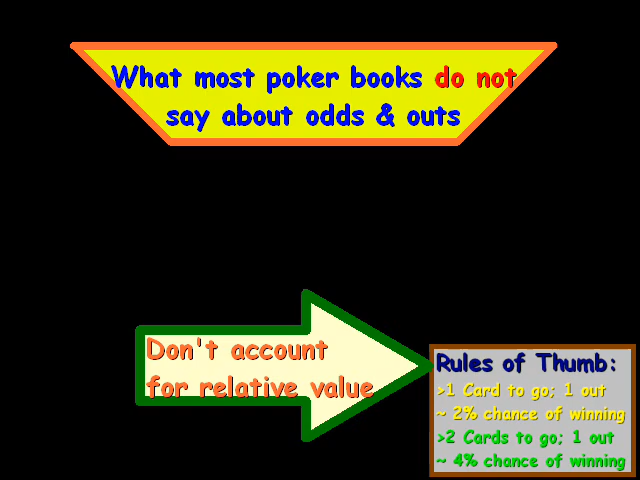 What most poker books do not
say about odds & outs
Don't account
for relative value
Rules of Thumb:
>1 Card to go; 1 out
~ 2% chance of winning
>2 Cards to go; 1 out
~ 4% chance of winning